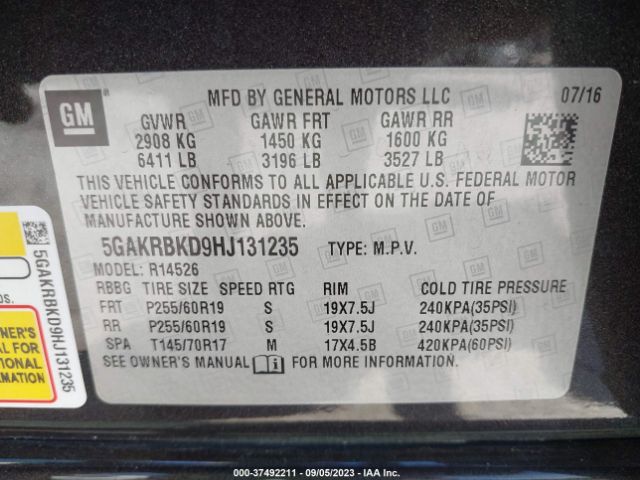 GM
MFD BY GENERAL MOTORS LLC 07/16
GVWR GAWR FRT GAWR RR
2908 KG 1450 KG 1600 KG
6411 LB 3196 LB 3527 LB
THIS VEHICLE CONFORMS TO ALL APPLICABLE U.S. FEDERAL MOTOR
VEHICLE SAFETY STANDARDS IN EFFECT ON THE DATE OF
MANUFACTURE SHOWN ABOVE.
5GAKRBKD9HJ131235 TYPE: M.P.V.
MODEL: R14526
RBBG TIRE SIZE SPEED RTG RIM COLD TIRE PRESSURE
FRT P255/60R19 S 19X7.5J 240KPA(35PSI)
RR P255/60R19 S 19X7.5J 240KPA(35PSI)
SPA T145/70R17 M 17X4.5B 420KPA(60PSI)
SEE OWNER'S MANUAL FOR MORE INFORMATION.
5GAKRBKD9HJ131235
OWNER'S
AL FOR
ITIONAL
RMATION
000-37492211 - 09/05/2023 - IAA Inc.